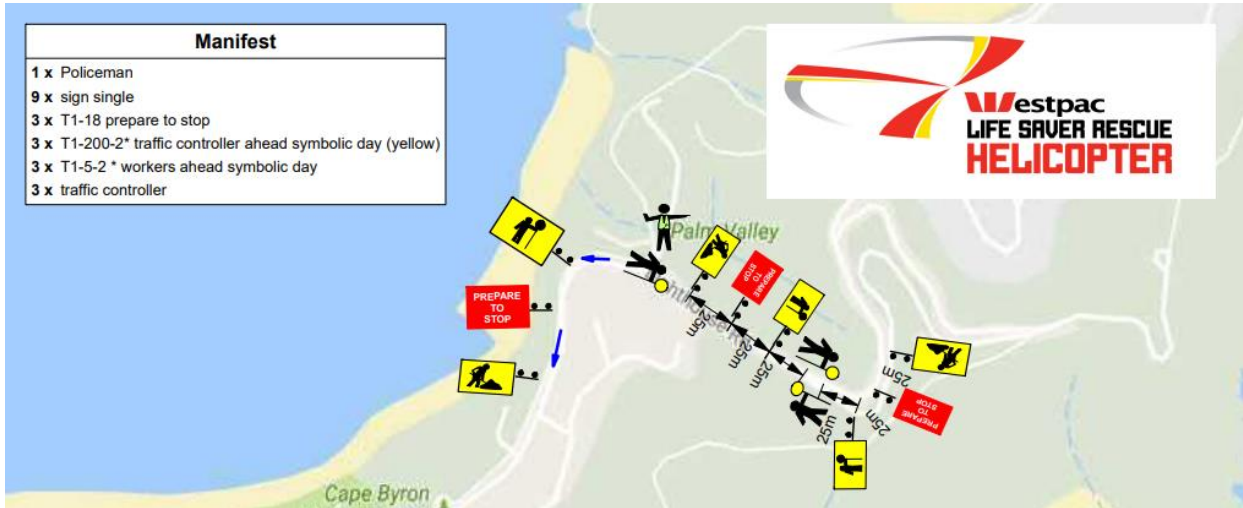 Manifest
1 x Policeman
9 x sign single
3 x T1-18 prepare to stop
3 x T1-200-2* traffic controller ahead symbolic day (yellow)
3 x T1-5-2 * workers ahead symbolic day
3 x traffic controller
Westpac
LIFE SAVER RESCUE
HELICOPTER
Palm Valley
PREPARE
TO
STOP
PREPARE
TO
STOP
25m
25m
25m
25m
PREPARE
TO
STOP
25m
25m
Cape Byron